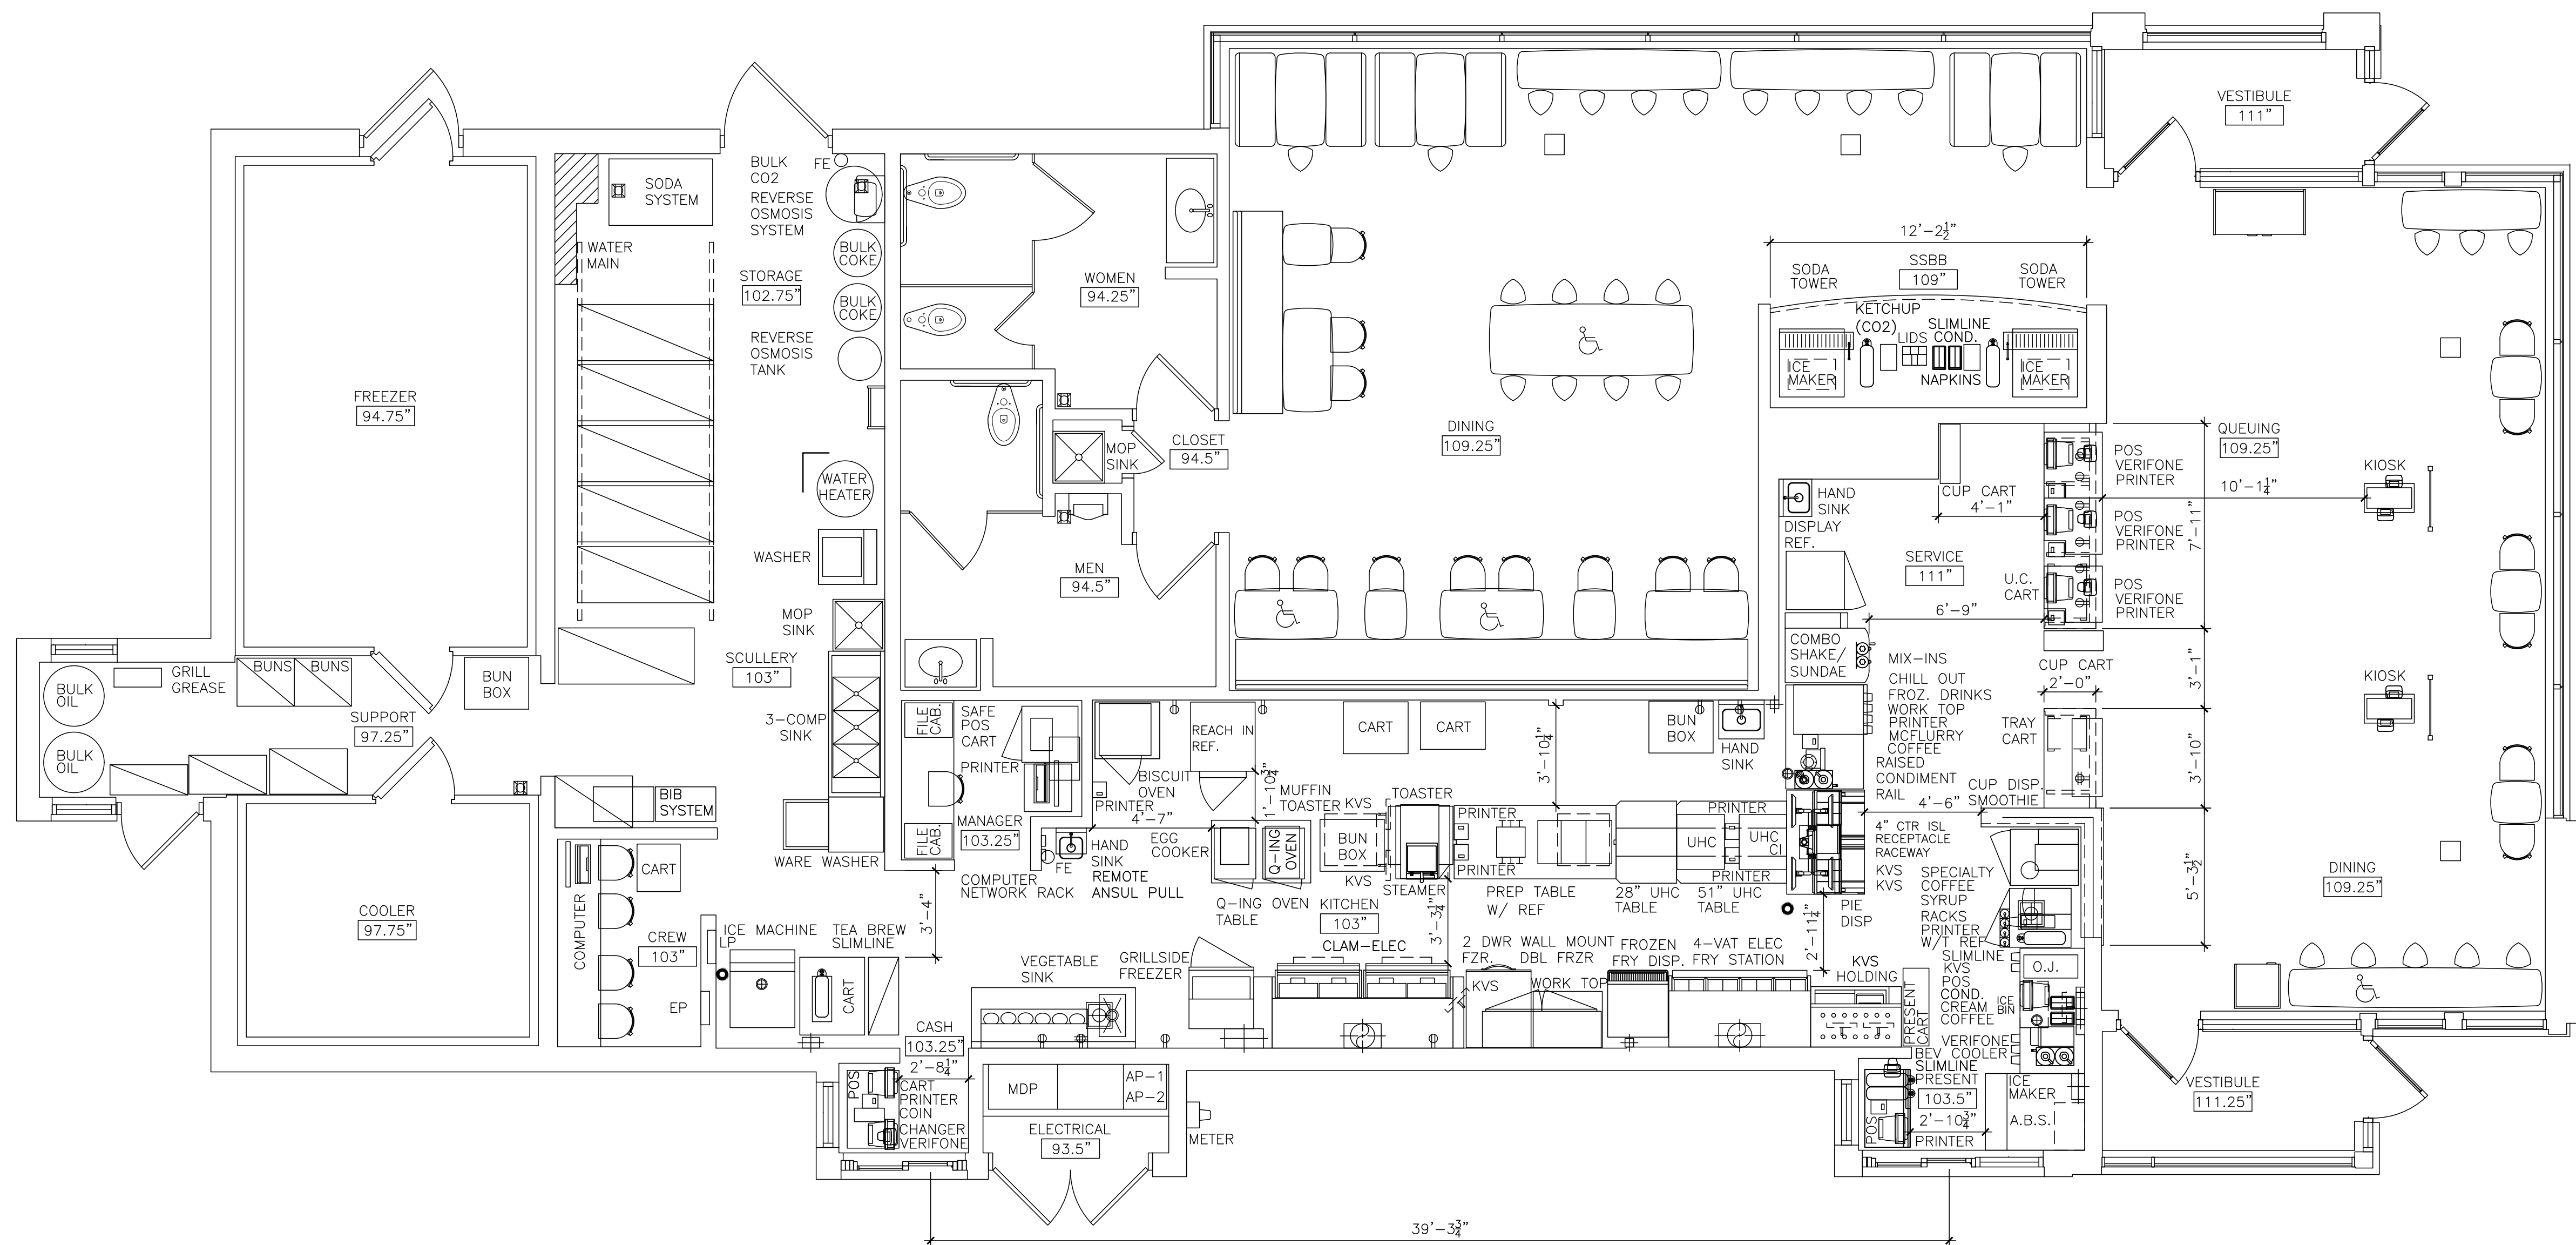 VESTIBULE
111"
BULK
CO2
FE
REVERSE
OSMOSIS
SYSTEM
SODA
SYSTEM
WATER
MAIN
BULK
COKE
STORAGE
102.75"
BULK
COKE
REVERSE
OSMOSIS
TANK
WOMEN
94.25"
12'-2½"
SODA
TOWER
SSBB
109"
SODA
TOWER
KETCHUP
(CO2)
LIDS
SLIMLINE
COND.
ICE
MAKER
NAPKINS
ICE
MAKER
FREEZER
94.75"
MOP
SINK
CLOSET
94.5"
DINING
109.25"
QUEUING
109.25"
POS
VERIFONE
PRINTER
KIOSK
10'-1¼"
WATER
HEATER
HAND
SINK
CUP CART
4'-1"
DISPLAY
REF.
POS
VERIFONE
PRINTER
7'-11"
WASHER
MEN
94.5"
SERVICE
111"
U.C.
CART
POS
VERIFONE
PRINTER
6'-9"
MOP
SINK
COMBO
SHAKE/
SUNDAE
SCULLERY
103"
BUNS
BUNS
GRILL
GREASE
BULK
OIL
BUN
BOX
SUPPORT
97.25"
BULK
OIL
3-COMP
SINK
FILE
CAB.
SAFE
POS
CART
PRINTER
MIX-INS
CHILL OUT
FROZ. DRINKS
WORK TOP
PRINTER
MCFLURRY
COFFEE
RAISED
CONDIMENT
RAIL
CUP CART
2'-0"
3'-1"
KIOSK
TRAY
CART
3'-10"
REACH IN
REF.
CART
CART
3'-10¼"
BUN
BOX
HAND
SINK
BISCUIT
OVEN
PRINTER
4'-7"
1'-10¾"
MUFFIN
TOASTER
KVS
TOASTER
PRINTER
PRINTER
CUP DISP.
SMOOTHIE
4'-6"
BIB
SYSTEM
WARE WASHER
MANAGER
103.25"
FILE
CAB.
HAND
SINK
REMOTE
ANSUL PULL
FE
COMPUTER
NETWORK RACK
EGG
COOKER
Q-ING
OVEN
BUN
BOX
KVS
STEAMER
PRINTER
UHC
UHC
CI
PRINTER
4" CTR ISL
RECEPTACLE
RACEWAY
KVS
KVS
5'-3½"
DINING
109.25"
Q-ING OVEN
TABLE
KITCHEN
103"
PREP TABLE
W/ REF
28" UHC
TABLE
51" UHC
TABLE
PIE
DISP
SPECIALTY
COFFEE
SYRUP
RACKS
PRINTER
W/T REF
SLIMLINE
KVS
POS
COND.
CREAM
COFFEE
ICE
BIN
O.J.
COOLER
97.75"
COMPUTER
CART
CREW
103"
EP
LP
ICE MACHINE
TEA BREW
SLIMLINE
CART
3'-4"
VEGETABLE
SINK
GRILLSIDE
FREEZER
CLAM-ELEC
3'-3¼"
2 DWR
FZR.
WALL MOUNT
DBL FRZR
KVS
WORK TOP
FROZEN
FRY DISP.
4-VAT ELEC
FRY STATION
2'-11¼"
KVS
HOLDING
PRESENT
CART
CASH
103.25"
2'-8¼"
POS
CART
PRINTER
COIN
CHANGER
VERIFONE
MDP
AP-1
AP-2
ELECTRICAL
93.5"
METER
VERIFONE
BEV COOLER
SLIMLINE
PRESENT
103.5"
2'-10¾"
POS
PRINTER
ICE
MAKER
A.B.S.
VESTIBULE
111.25"
39'-3¾"